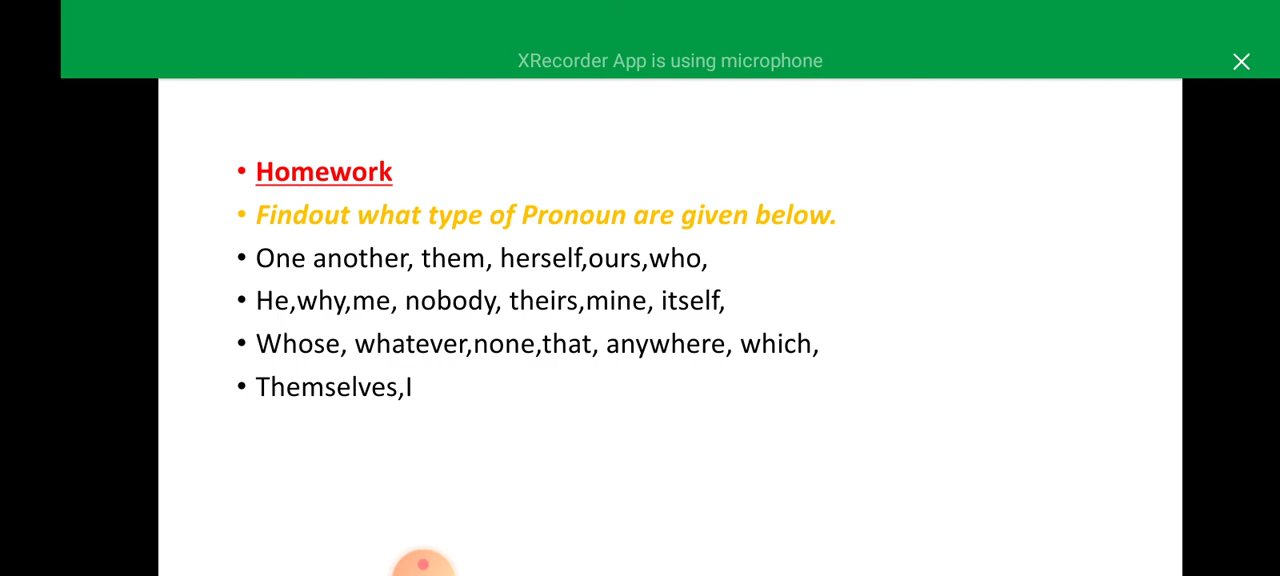 XRecorder App is using microphone
• Homework
• Findout what type of Pronoun are given below.
• One another, them, herself,ours,who,
• He,why,me, nobody, theirs,mine, itself,
• Whose, whatever,none,that, anywhere, which,
• Themselves,I